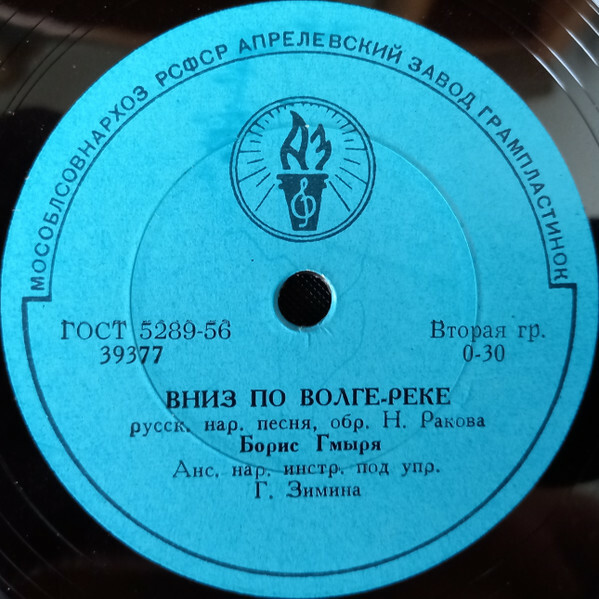 МОСОБЛСОВНАРХОЗ РСФСР АПРЕЛЕВСКИЙ ЗАВОД ГРАМПЛАСТИНОК
АЗ
ГОСТ 5289-56
39377
Вторая гр.
0-30
ВНИЗ ПО ВОЛГЕ-РЕКЕ
русск. нар. песня, обр. Н. Ракова
Борис Гмыря
Анс. нар. инстр. под упр.
Г. Зимина